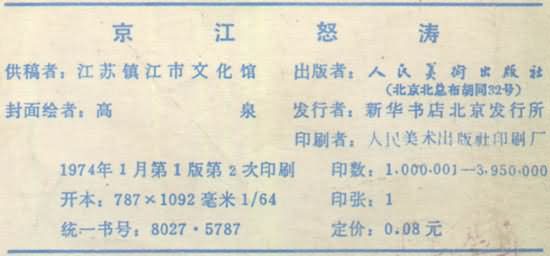 京江怒涛
供稿者：江苏镇江市文化馆 出版者：人民美術出版社
(北京北总布胡同32号)
封面绘者：高泉 发行者：新华书店北京发行所
印刷者：人民美术出版社印刷厂
1974年1月第1版第2次印刷 印数：1,000,001—3,950,000
开本：787×1092毫米1/64 印张：1
统一书号：8027·5787 定价：0.08元